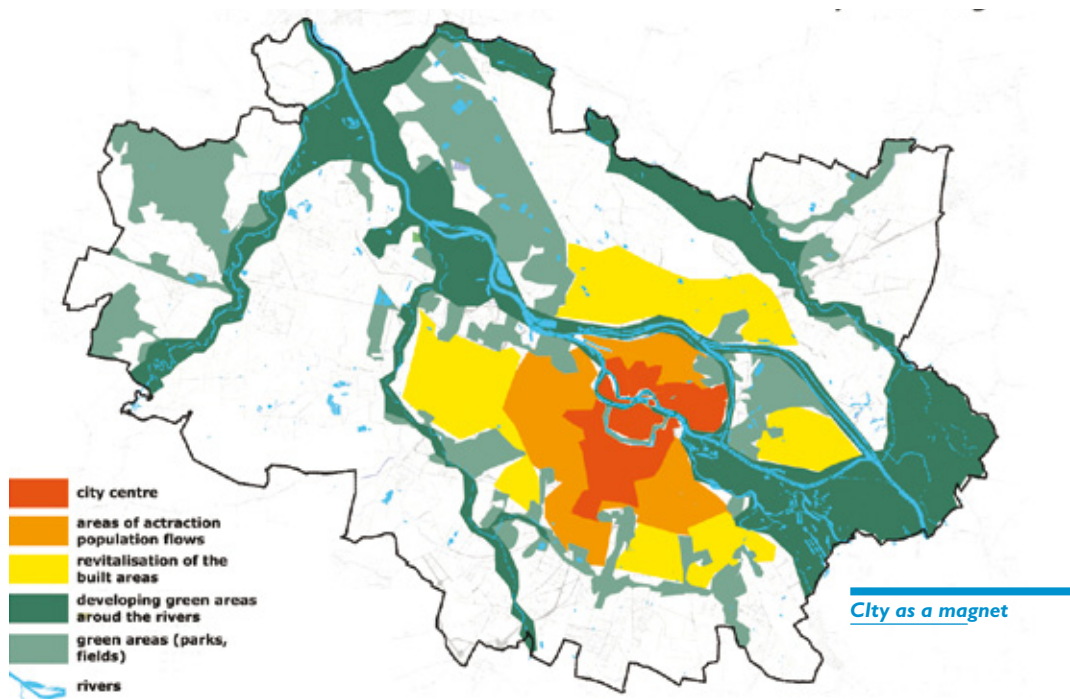 city centre
areas of actraction
population flows
revitalisation of the
built areas
developing green areas
aroud the rivers
green areas (parks,
fields)
rivers
CIty as a magnet